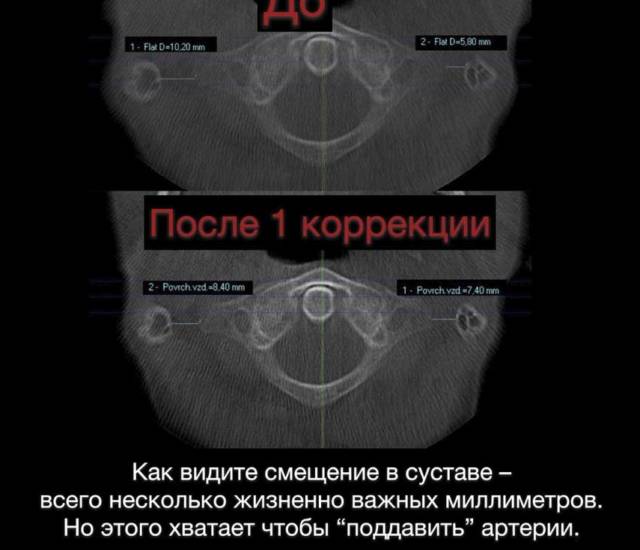 До
1 - Flat D=10,20 mm
2 - Flat D=5,80 mm
После 1 коррекции
2 - Povrch.vzd.=8,40 mm
1 - Povrch.vzd.=7,40 mm
Как видите смещение в суставе –
всего несколько жизненно важных миллиметров.
Но этого хватает чтобы “поддавить” артерии.